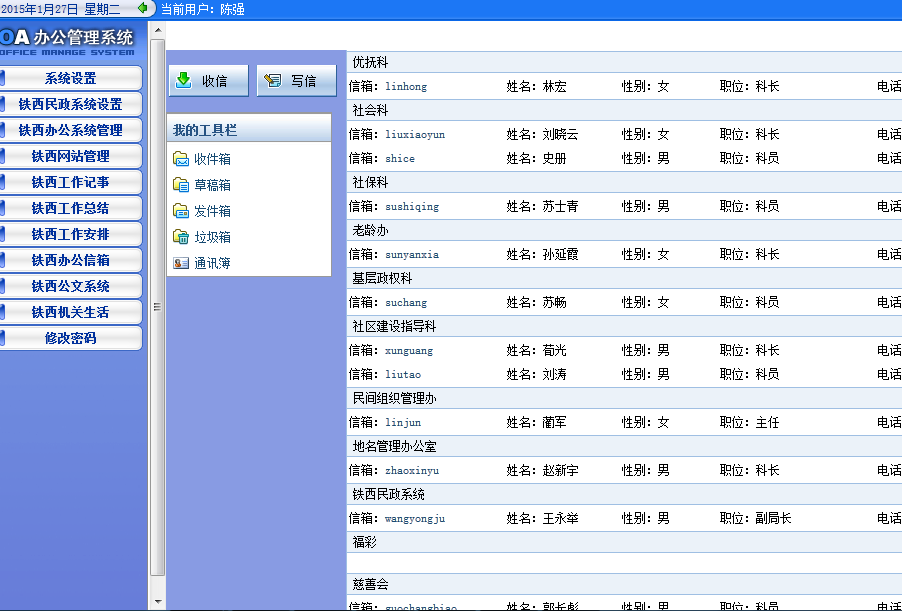 2015年1月27日 星期二 当前用户: 陈强
OA办公管理系统
OFFICE MANAGE SYSTEM
系统设置
铁西民政系统设置
铁西办公系统管理
铁西网站管理
铁西工作记事
铁西工作总结
铁西工作安排
铁西办公信箱
铁西公文系统
铁西机关生活
修改密码
收信 写信
我的工具栏
收件箱
草稿箱
发件箱
垃圾箱
通讯簿
优抚科
信箱: linhong 姓名: 林宏 性别: 女 职位: 科长 电话
社会科
信箱: liuxiaoyun 姓名: 刘晓云 性别: 女 职位: 科长 电话
信箱: shice 姓名: 史册 性别: 男 职位: 科员 电话
社保科
信箱: sushiqing 姓名: 苏士青 性别: 男 职位: 科员 电话
老龄办
信箱: sunyanxia 姓名: 孙延霞 性别: 女 职位: 科长 电话
基层政权科
信箱: suchang 姓名: 苏畅 性别: 女 职位: 科员 电话
社区建设指导科
信箱: xunguang 姓名: 荀光 性别: 男 职位: 科长 电话
信箱: liutao 姓名: 刘涛 性别: 男 职位: 科员 电话
民间组织管理办
信箱: linjun 姓名: 蔺军 性别: 女 职位: 主任 电话
地名管理办公室
信箱: zhaoxinyu 姓名: 赵新宇 性别: 男 职位: 科长 电话
铁西民政系统
信箱: wangyongju 姓名: 王永举 性别: 男 职位: 副局长 电话
福彩
慈善会
信箱: guochangbiao 姓名: 郭长彪 性别: 男 职位: 科员 电话